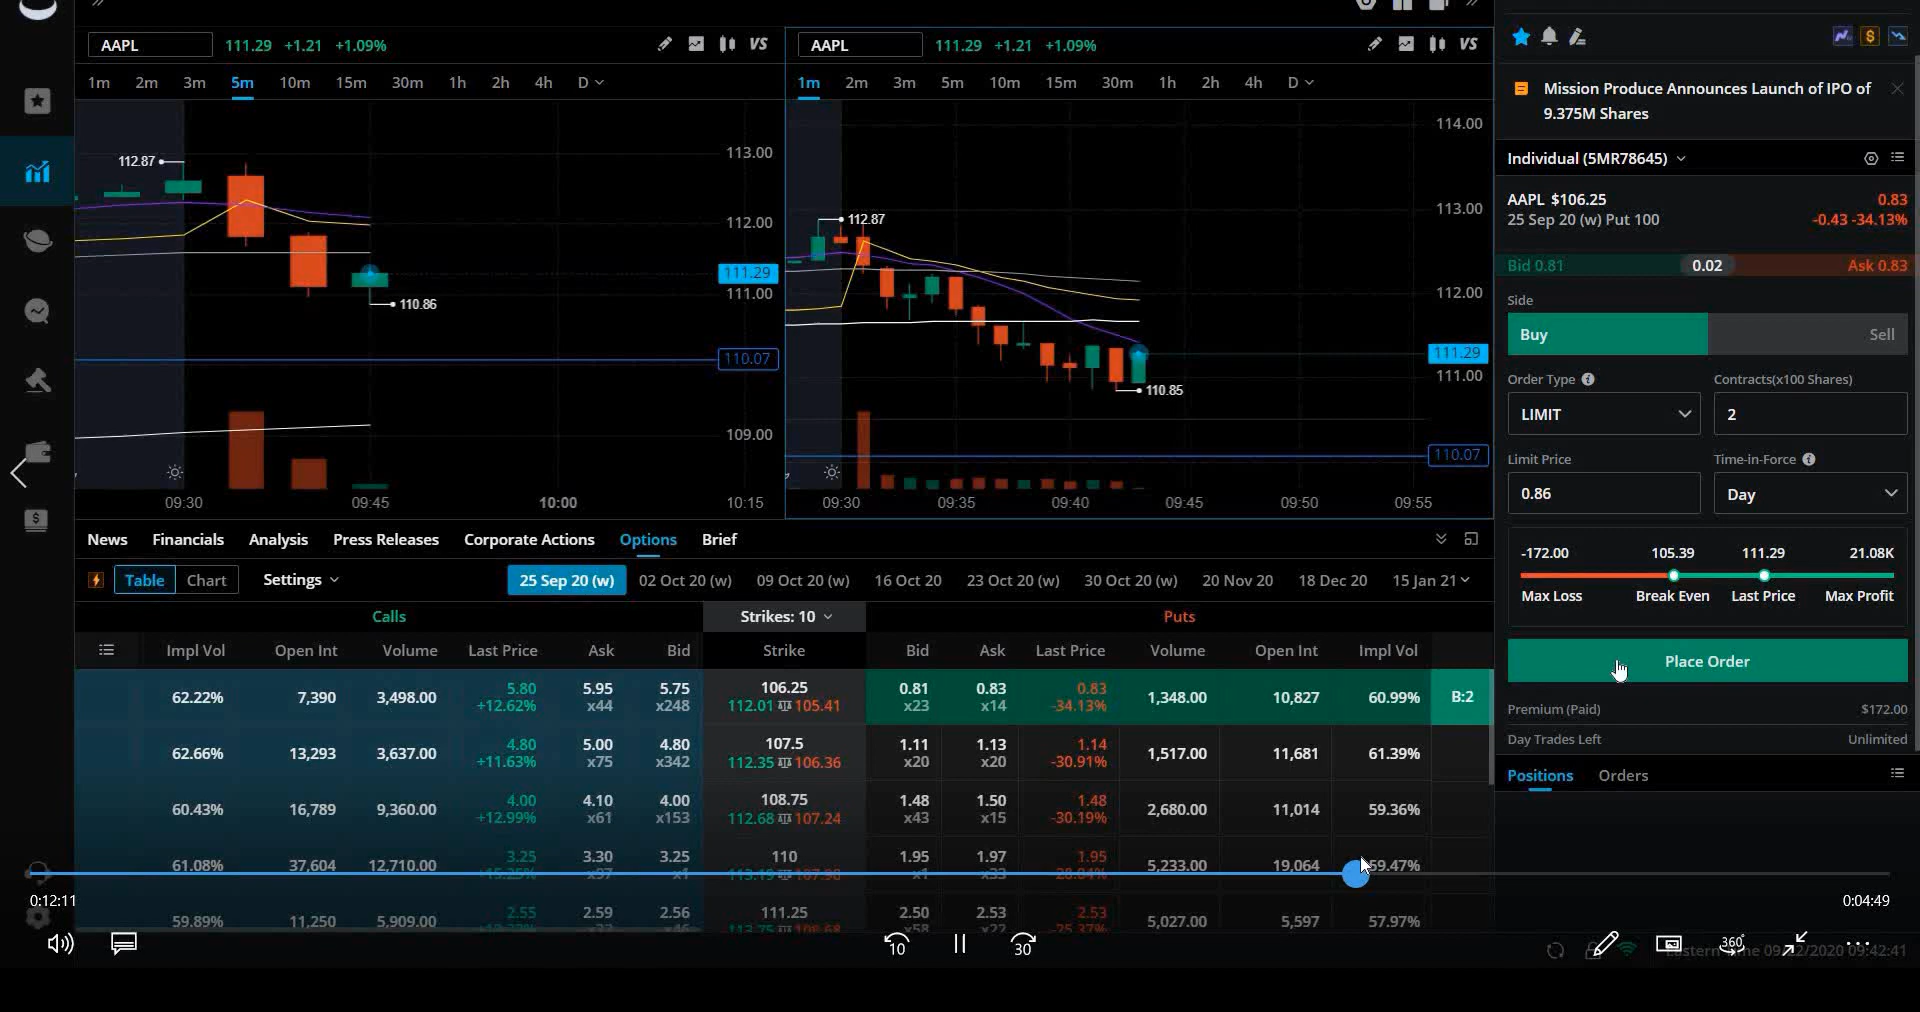 AAPL 111.29 +1.21 +1.09% VS
1m 2m 3m 5m 10m 15m 30m 1h 2h 4h D
112.87
113.00
112.00
111.29
111.00
110.86
110.07
109.00
09:30 09:45 10:00 10:15
AAPL 111.29 +1.21 +1.09% VS
1m 2m 3m 5m 10m 15m 30m 1h 2h 4h D
114.00
113.00
112.87
112.00
111.29
111.00
110.85
110.07
09:30 09:35 09:40 09:45 09:50 09:55
News Financials Analysis Press Releases Corporate Actions Options Brief
Table Chart Settings 25 Sep 20 (w) 02 Oct 20 (w) 09 Oct 20 (w) 16 Oct 20 23 Oct 20 (w) 30 Oct 20 (w) 20 Nov 20 18 Dec 20 15 Jan 21
Calls Strikes: 10 Puts
Impl Vol Open Int Volume Last Price Ask Bid Strike Bid Ask Last Price Volume Open Int Impl Vol
62.22% 7,390 3,498.00 5.80 5.95 5.75 106.25 0.81 0.83 0.83 1,348.00 10,827 60.99% B:2
+12.62% x44 x248 112.01 105.41 x23 x14 -34.13%
62.66% 13,293 3,637.00 4.80 5.00 4.80 107.5 1.11 1.13 1.14 1,517.00 11,681 61.39%
+11.63% x75 x342 112.35 106.36 x20 x20 -30.91%
60.43% 16,789 9,360.00 4.00 4.10 4.00 108.75 1.48 1.50 1.48 2,680.00 11,014 59.36%
+12.99% x61 x153 112.68 107.24 x43 x15 -30.19%
61.08% 37,604 12,710.00 3.25 3.30 3.25 110 1.95 1.97 1.95 5,233.00 19,064 59.47%
59.89% 11,250 5,909.00 2.55 2.59 2.56 111.25 2.50 2.53 2.53 5,027.00 5,597 57.97%
Mission Produce Announces Launch of IPO of
9.375M Shares
Individual (5MR78645)
AAPL $106.25 0.83
25 Sep 20 (w) Put 100 -0.43 -34.13%
Bid 0.81 0.02 Ask 0.83
Side
Buy Sell
Order Type Contracts(x100 Shares)
LIMIT 2
Limit Price Time-in-Force
0.86 Day
-172.00 105.39 111.29 21.08K
Max Loss Break Even Last Price Max Profit
Place Order
Premium (Paid) $172.00
Day Trades Left Unlimited
Positions Orders
0:12:11 0:04:49
10 30 360°
09:42:41